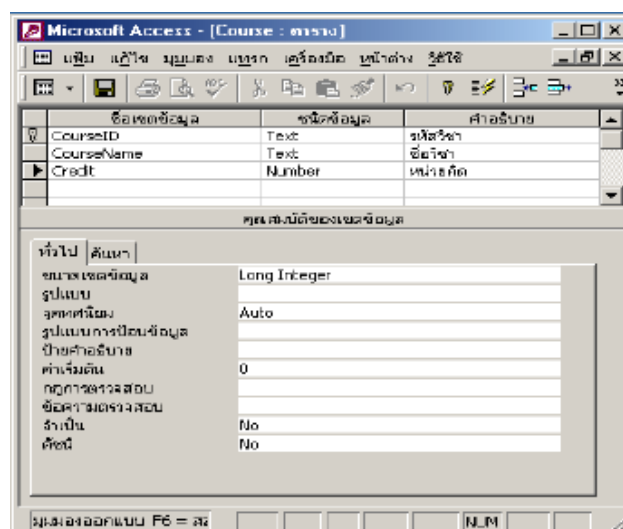 Microsoft Access - [Course : ตาราง]
แฟ้ม แก้ไข มุมมอง แทรก เครื่องมือ หน้าต่าง วิธีใช้
ชื่อเขตข้อมูล ชนิดข้อมูล คำอธิบาย
CourseID Text รหัสวิชา
CourseName Text ชื่อวิชา
Credit Number หน่วยกิต
คุณสมบัติของเขตข้อมูล
ทั่วไป ค้นหา
ขนาดเขตข้อมูล Long Integer
รูปแบบ
จุดทศนิยม Auto
รูปแบบการป้อนข้อมูล
ป้ายคำอธิบาย
ค่าเริ่มต้น 0
กฎการตรวจสอบ
ข้อความตรวจสอบ
จำเป็น No
ดัชนี No
มุมมองออกแบบ F6 = NUM